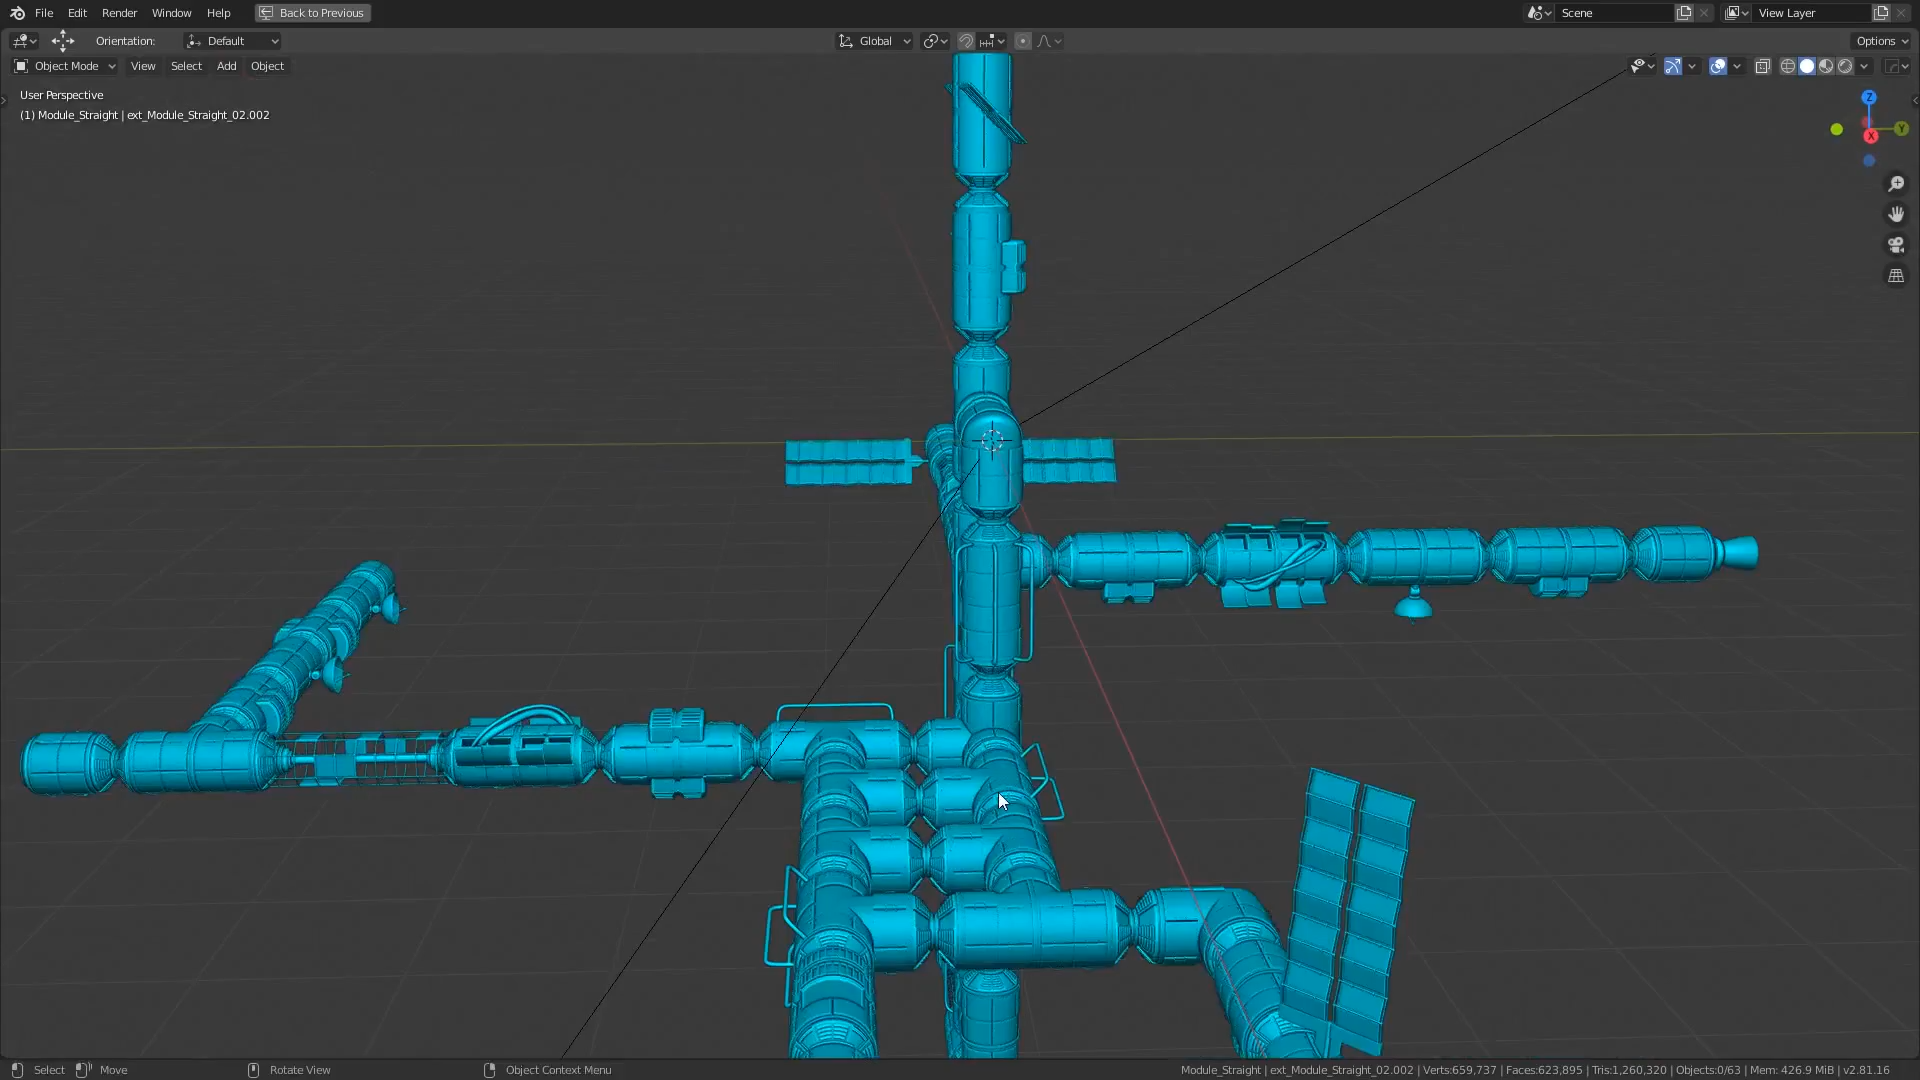 File Edit Render Window Help Back to Previous Scene View Layer
Orientation: Default Global Options
Object Mode View Select Add Object
User Perspective
(1) Module_Straight | ext_Module_Straight_02.002
Z
Y
X
Select Move Rotate View Object Context Menu Module_Straight | ext_Module_Straight_02.002 | Verts:659,737 | Faces:623,895 | Tris:1,260,320 | Objects:0/63 | Mem: 426.9 MiB | v2.81.16